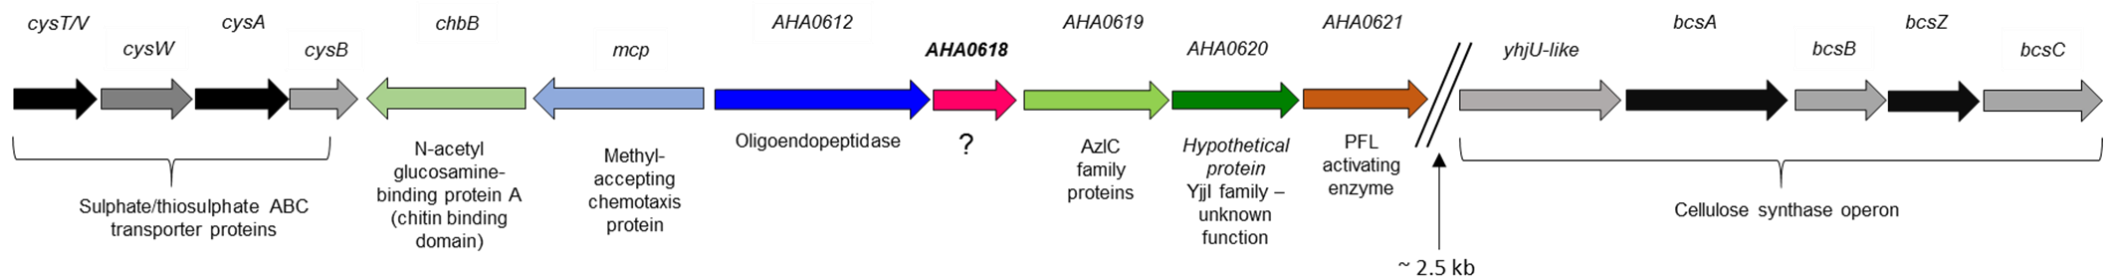 cysT/V cysA chbB AHA0612 AHA0619 AHA0621 bcsA bcsZ
cysW cysB mcp AHA0618 AHA0620 yhjU-like bcsB bcsC
Sulphate/thiosulphate ABC
transporter proteins
N-acetyl
glucosamine-
binding protein A
(chitin binding
domain)
Methyl-
accepting
chemotaxis
protein
Oligoendopeptidase
?
AzlC
family
proteins
Hypothetical
protein
YjjI family –
unknown
function
PFL
activating
enzyme
~ 2.5 kb
Cellulose synthase operon